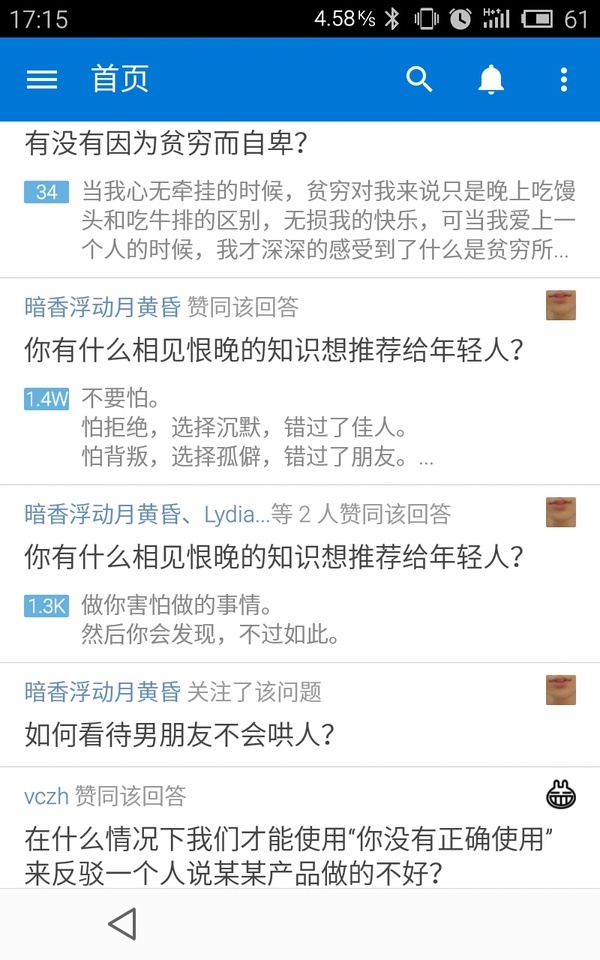 17:15
4.58 K/s
H++
61
首页
有没有因为贫穷而自卑？
34
当我心无牵挂的时候，贫穷对我来说只是晚上吃馒
头和吃牛排的区别，无损我的快乐，可当我爱上一
个人的时候，我才深深的感受到了什么是贫穷所...
暗香浮动月黄昏 赞同该回答
你有什么相见恨晚的知识想推荐给年轻人？
1.4W
不要怕。
怕拒绝，选择沉默，错过了佳人。
怕背叛，选择孤僻，错过了朋友。...
暗香浮动月黄昏、Lydia...等 2 人赞同该回答
你有什么相见恨晚的知识想推荐给年轻人？
1.3K
做你害怕做的事情。
然后你会发现，不过如此。
暗香浮动月黄昏 关注了该问题
如何看待男朋友不会哄人？
vczh 赞同该回答
在什么情况下我们才能使用“你没有正确使用”
来反驳一个人说某某产品做的不好？